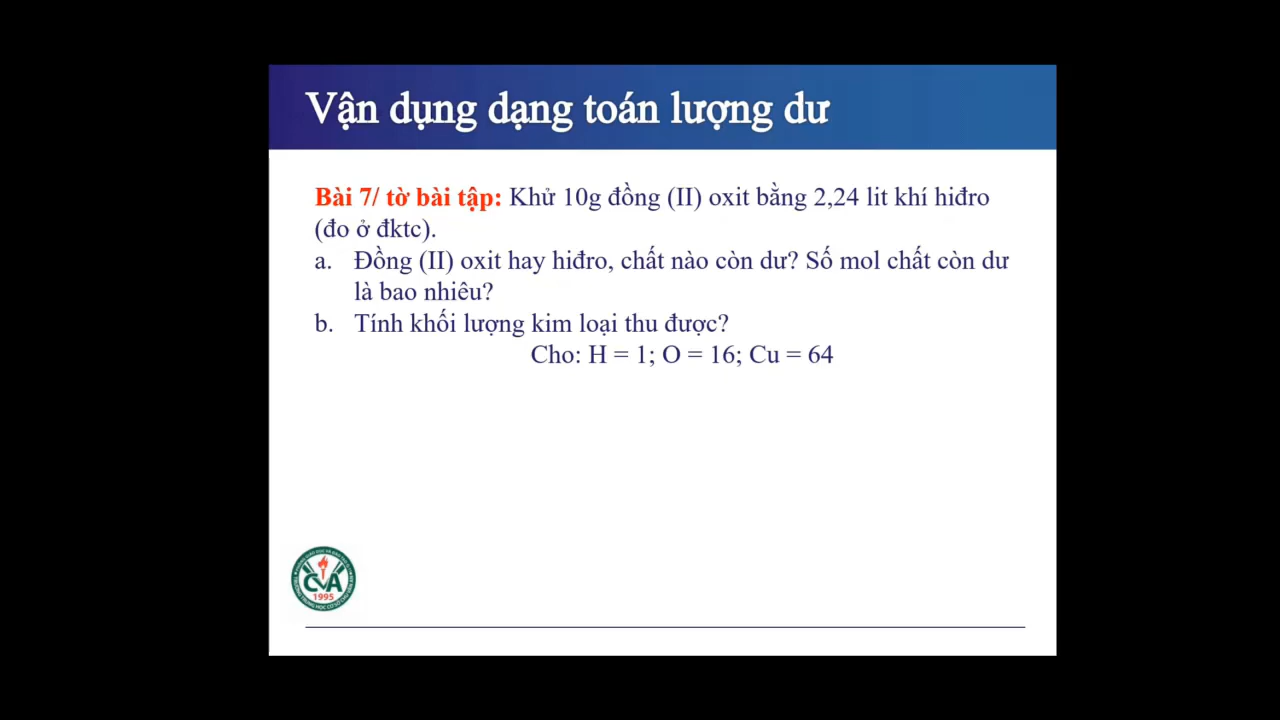 Vận dụng dạng toán lượng dư
Bài 7/ tờ bài tập: Khử 10g đồng (II) oxit bằng 2,24 lit khí hiđro
(đo ở đktc).
a. Đồng (II) oxit hay hiđro, chất nào còn dư? Số mol chất còn dư
là bao nhiêu?
b. Tính khối lượng kim loại thu được?
Cho: H = 1; O = 16; Cu = 64
CVA
1995